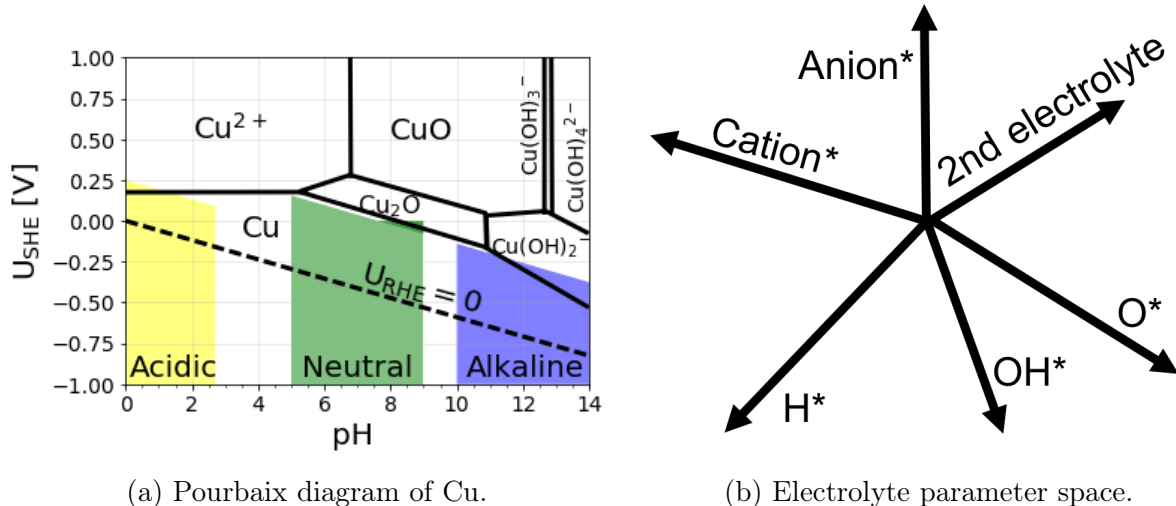 1.00
0.75
0.50
0.25
0.00
−0.25
−0.50
−0.75
−1.00
U_SHE [V]
Cu²⁺
CuO
Cu(OH)₃⁻
Cu(OH)₄²⁻
Cu₂O
Cu
Cu(OH)₂⁻
U_RHE = 0
Acidic
Neutral
Alkaline
0 2 4 6 8 10 12 14
pH
(a) Pourbaix diagram of Cu.
Anion*
2nd electrolyte
Cation*
O*
OH*
H*
(b) Electrolyte parameter space.